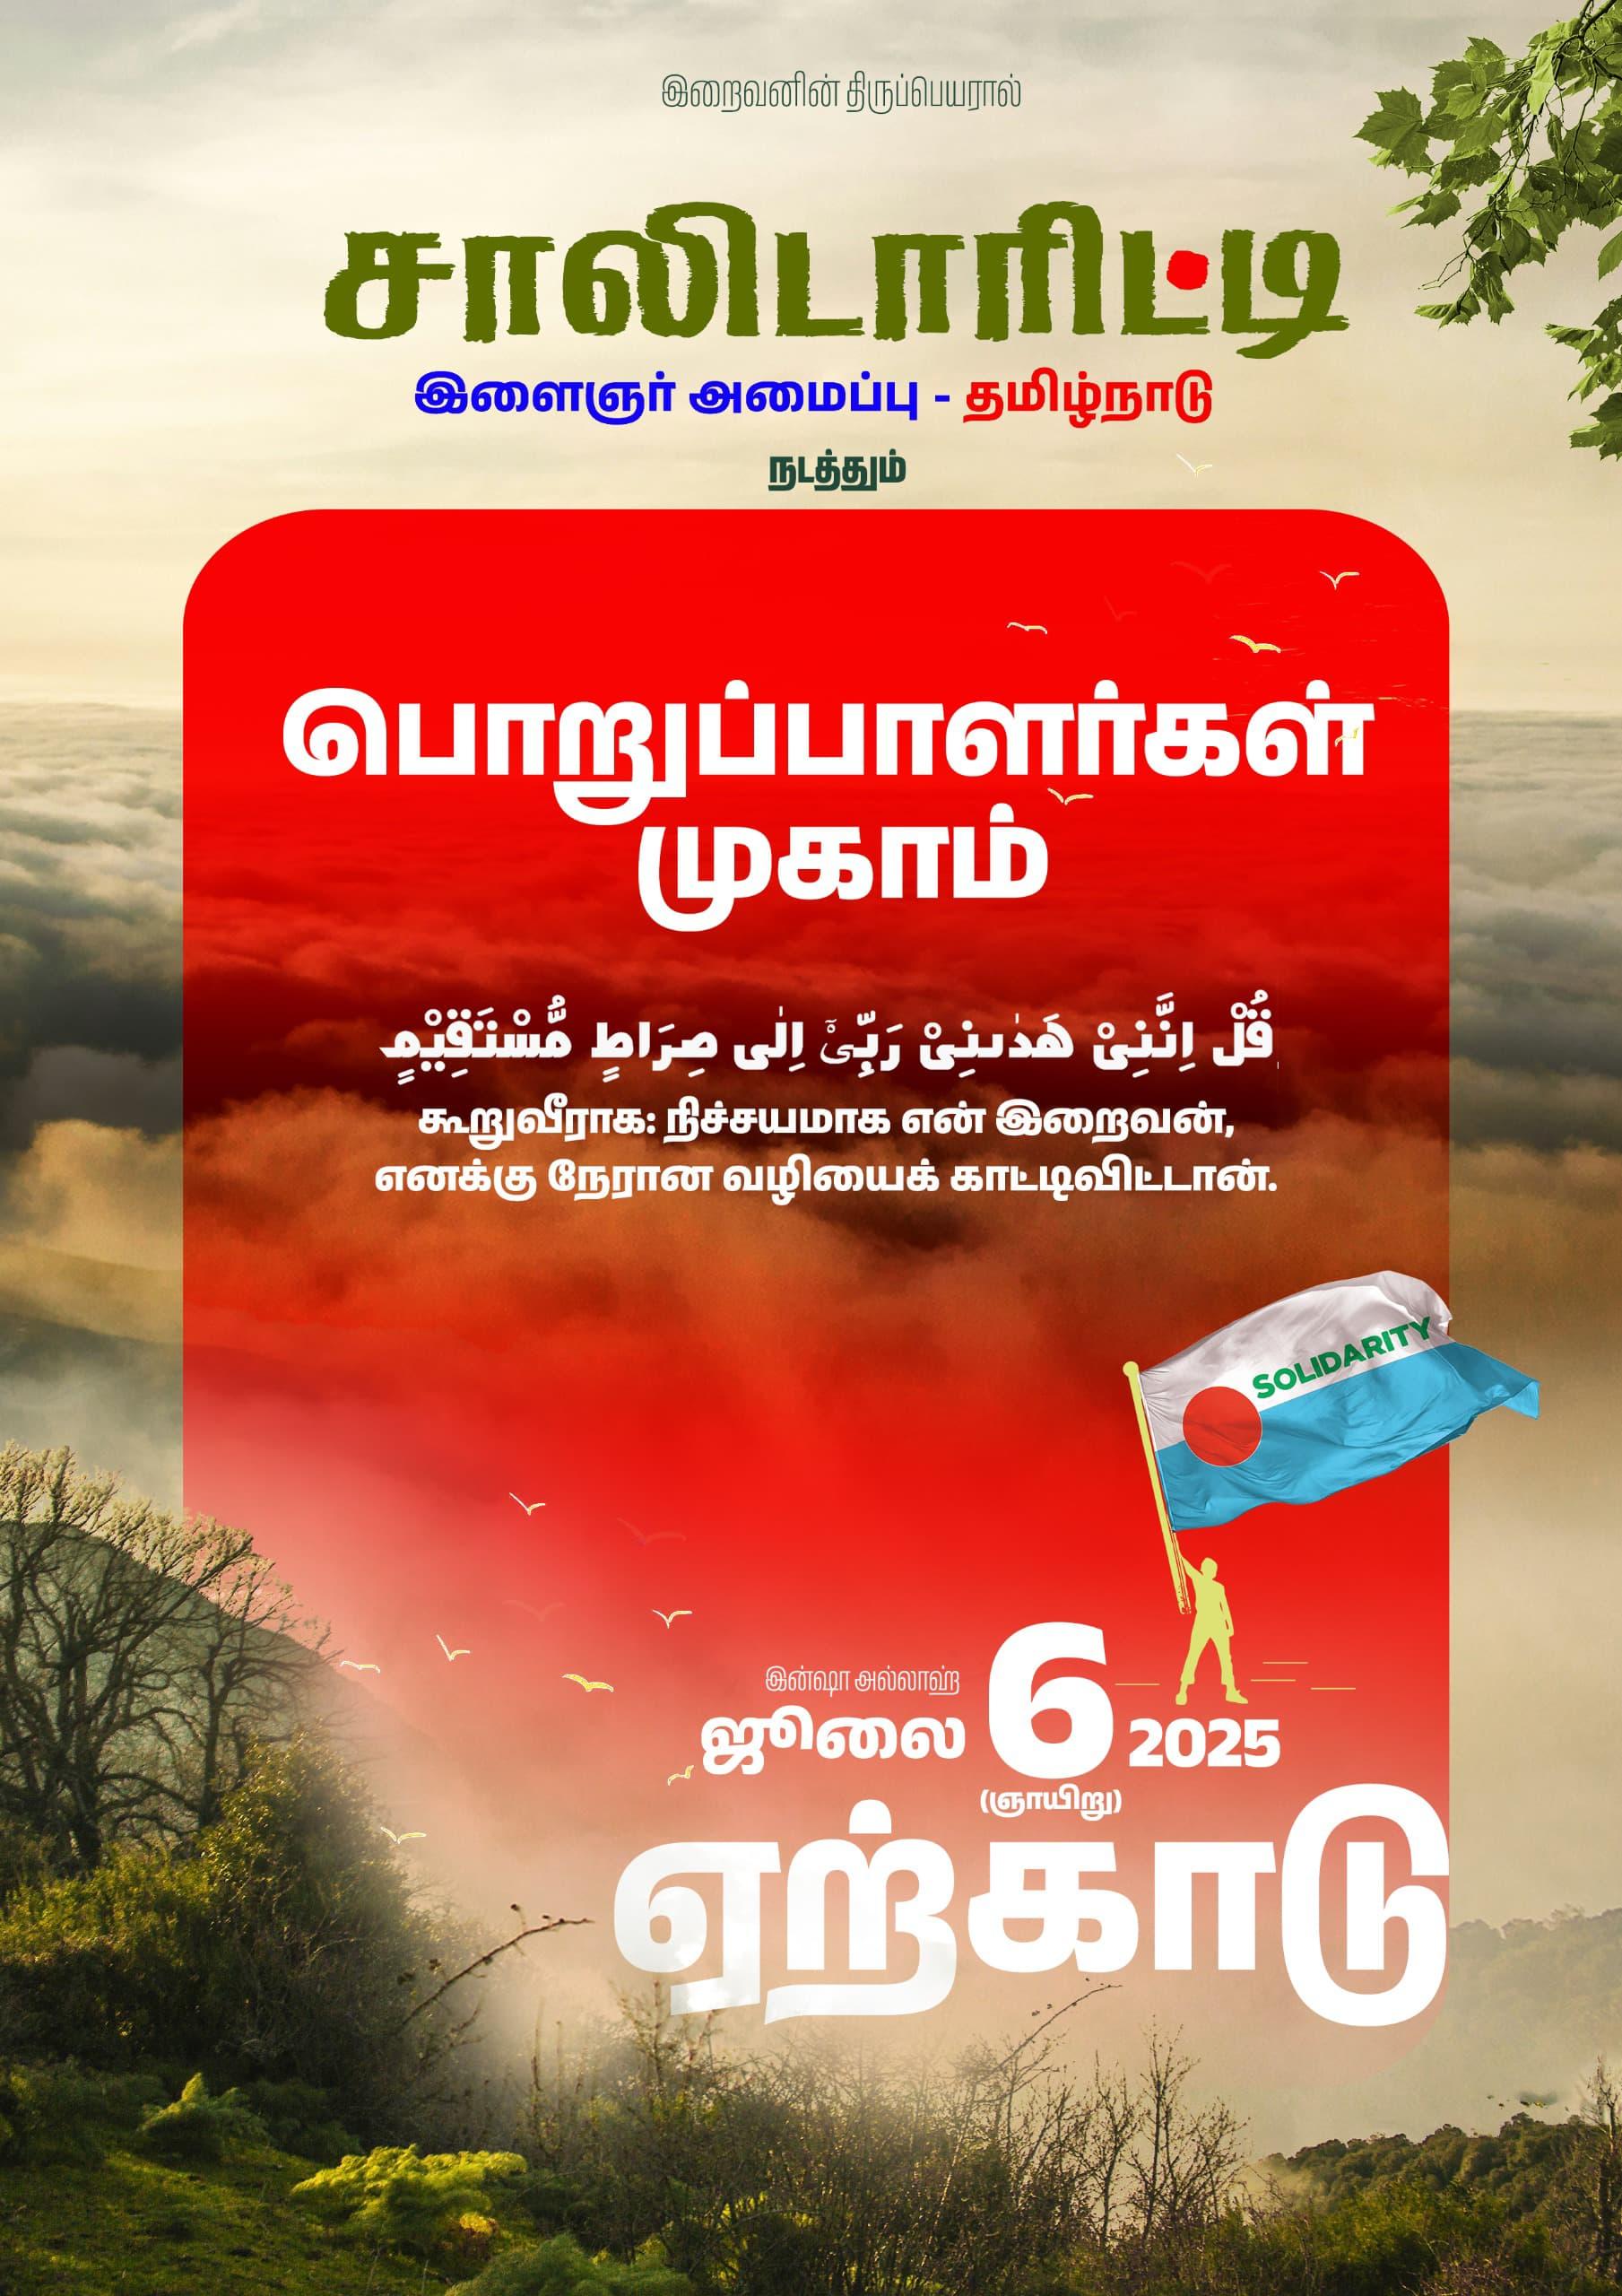 இறைவனின் திருப்பெயரால்
சாலிடாரிட்டி
இளைஞர் அமைப்பு - தமிழ்நாடு
நடத்தும்
பொறுப்பாளர்கள்
முகாம்
قُلْ اِنَّنِىْ هَدٰٮنِىْ رَبِّىْۤ اِلٰى صِرَاطٍ مُّسْتَقِيْمٍ
கூறுவீராக: நிச்சயமாக என் இறைவன்,
எனக்கு நேரான வழியைக் காட்டிவிட்டான்.
SOLIDARITY
இன்ஷா அல்லாஹ்
ஜூலை 6 2025
(ஞாயிறு)
ஏற்காடு